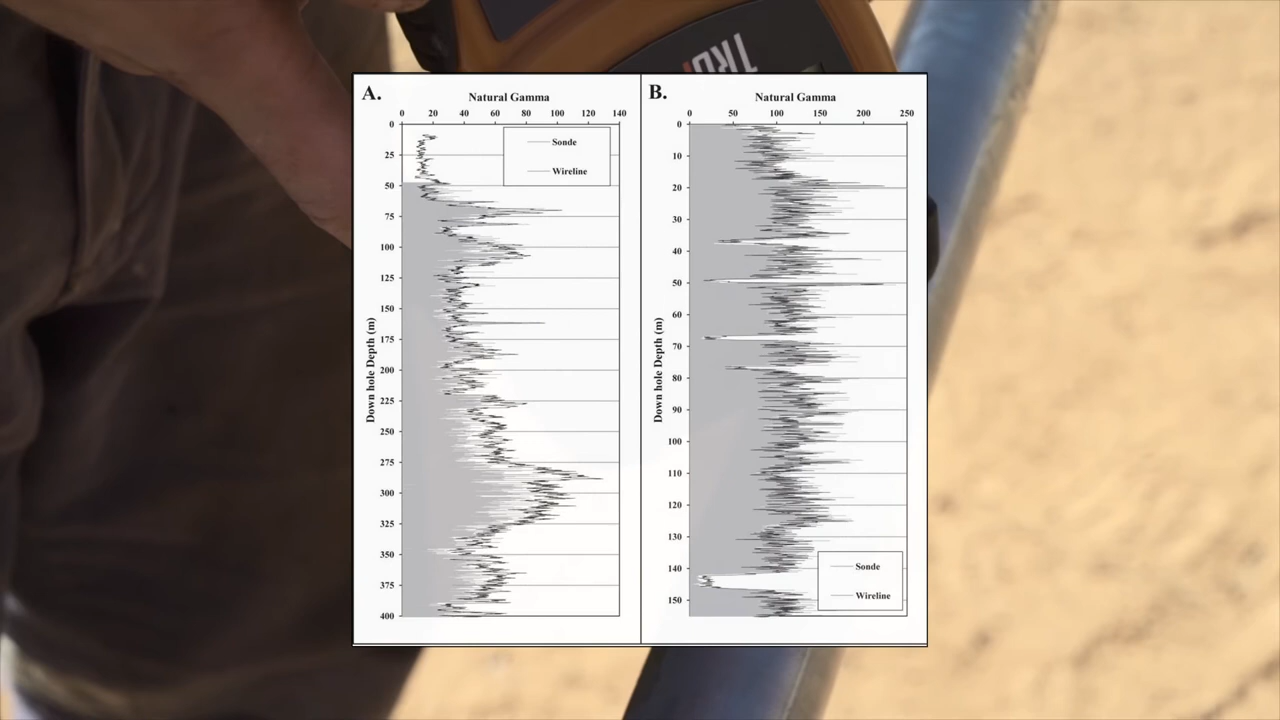 TRU
A.
Natural Gamma
0 20 40 60 80 100 120 140
0
25
50
75
100
125
150
175
200
225
250
275
300
325
350
375
400
Down hole Depth (m)
Sonde
Wireline
B.
Natural Gamma
0 50 100 150 200 250
0
10
20
30
40
50
60
70
80
90
100
110
120
130
140
150
Down hole Depth (m)
Sonde
Wireline